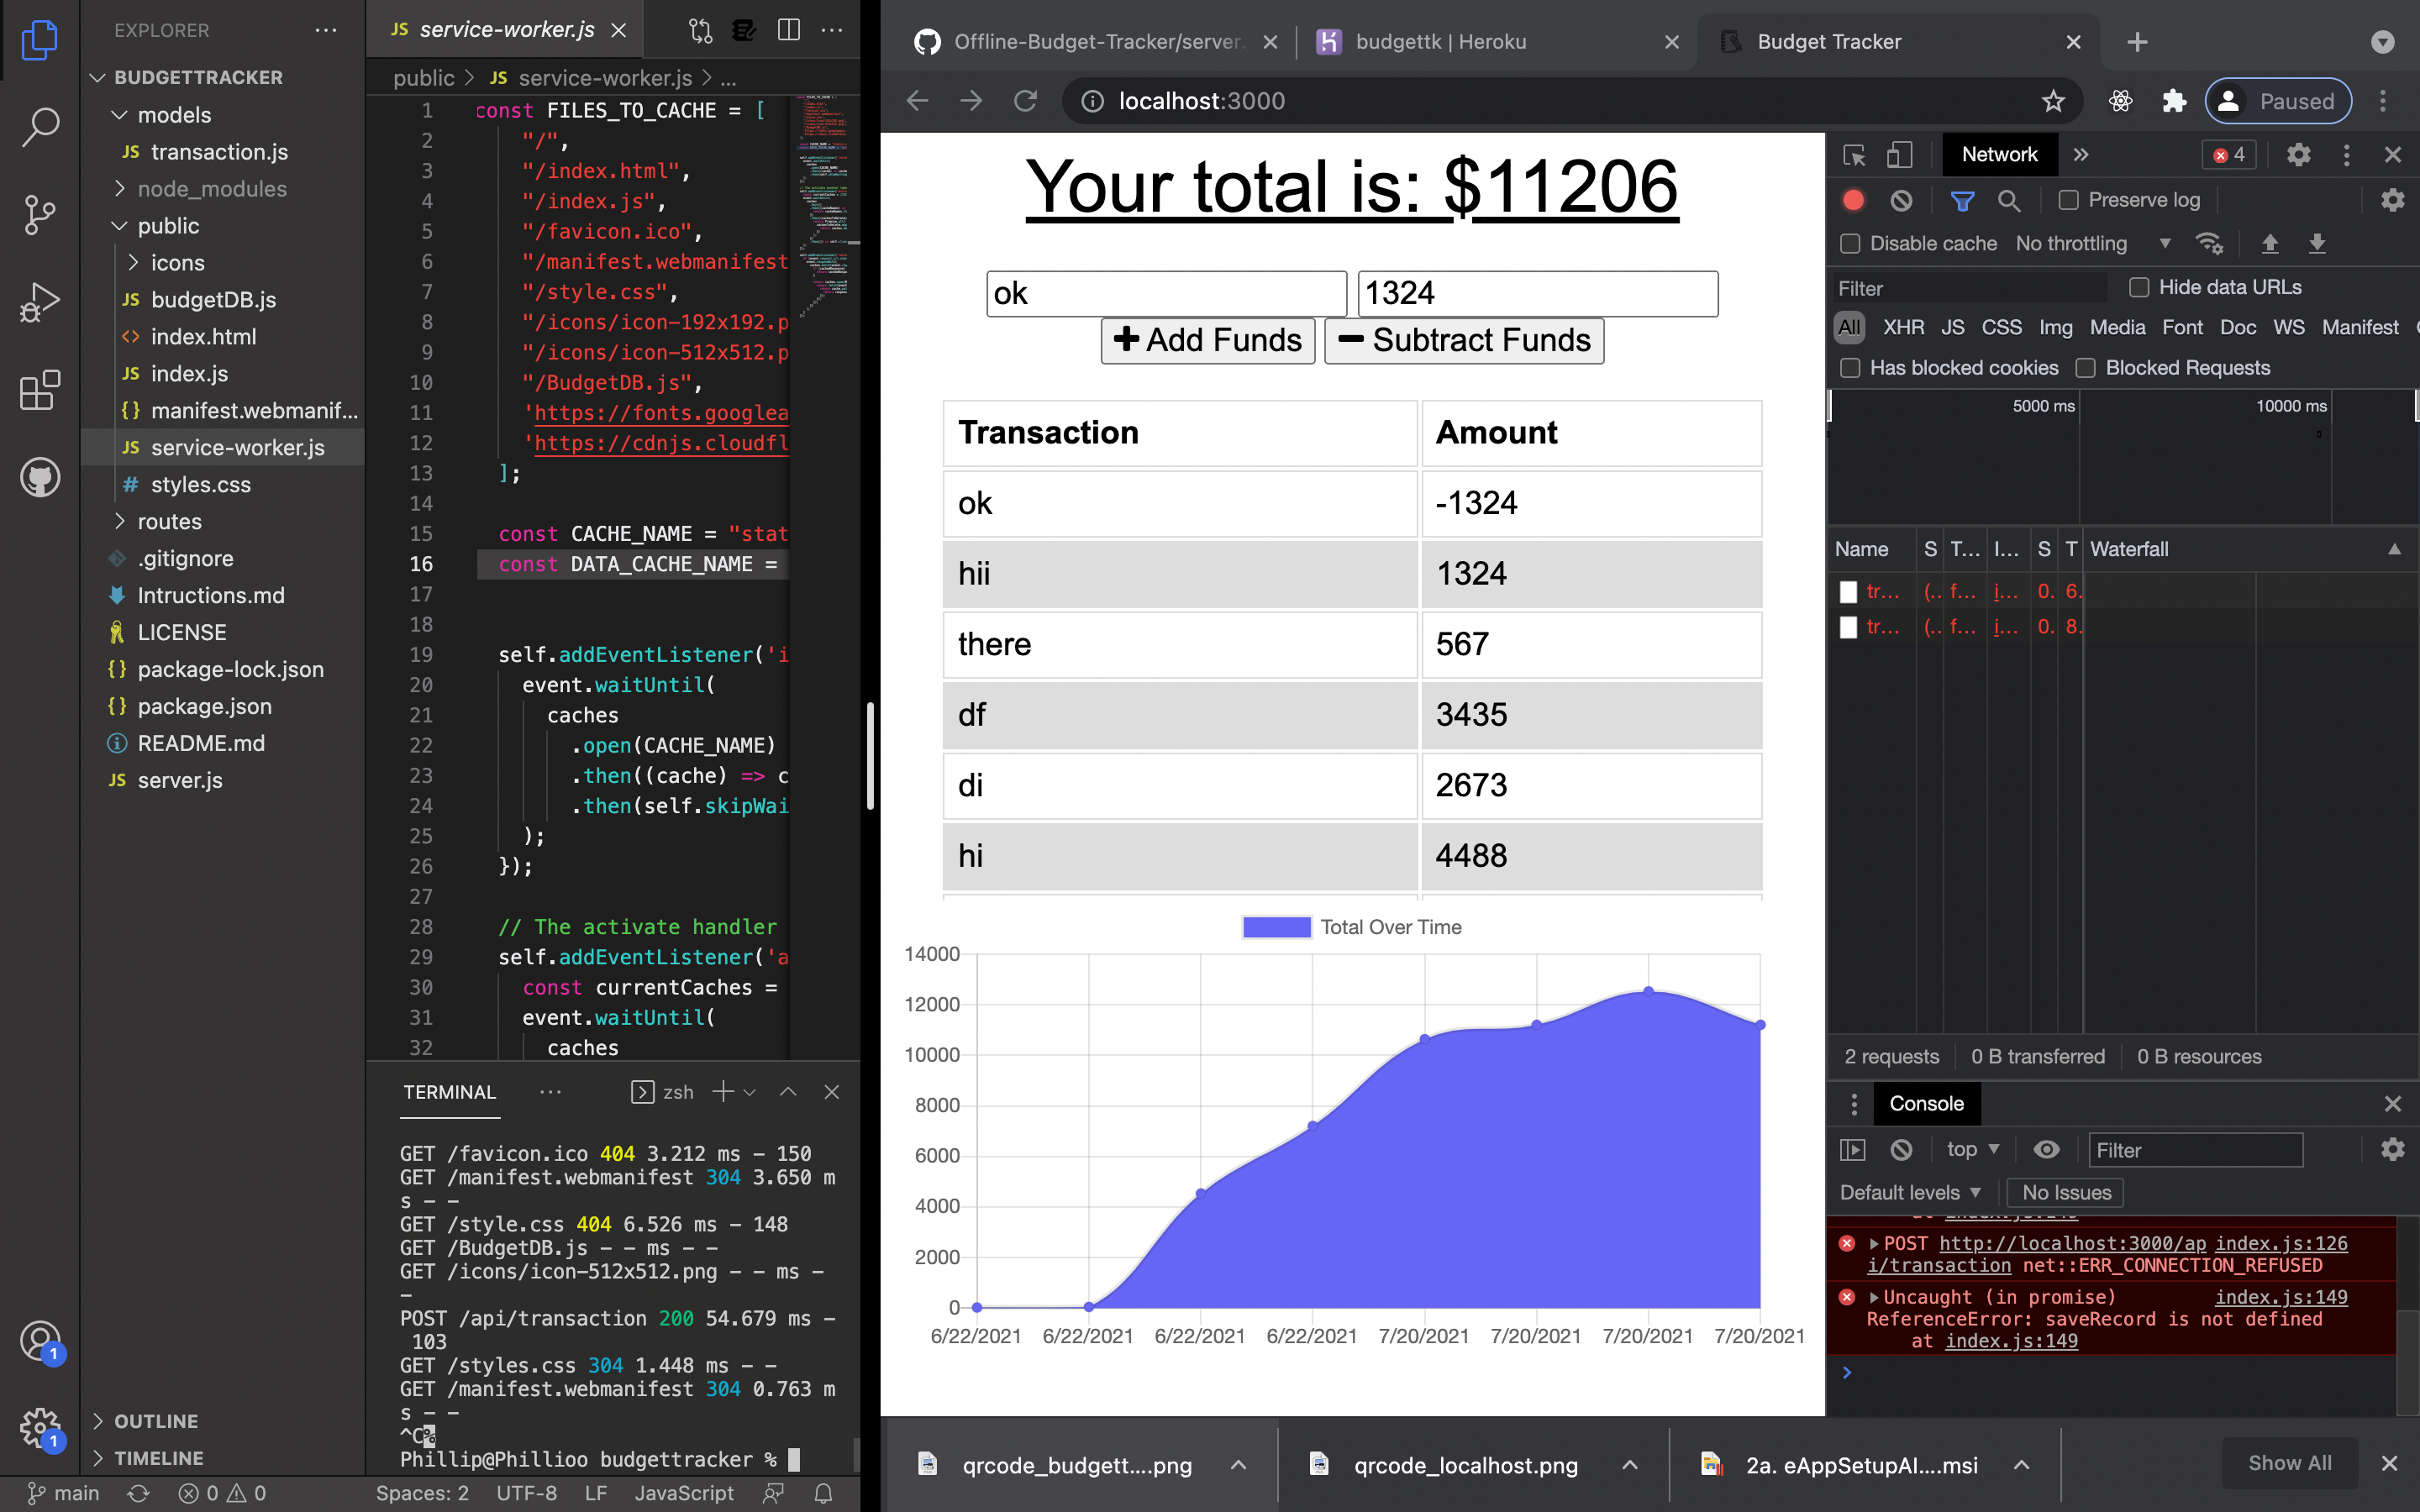 EXPLORER
BUDGETTRACKER
models
JS transaction.js
node_modules
public
icons
JS budgetDB.js
<> index.html
JS index.js
{} manifest.webmanif...
JS service-worker.js
# styles.css
routes
.gitignore
Intructions.md
LICENSE
{} package-lock.json
{} package.json
README.md
JS server.js
OUTLINE
TIMELINE
1
1
JS service-worker.js
public > JS service-worker.js > ...
1 const FILES_TO_CACHE = [
2 "/",
3 "/index.html",
4 "/index.js",
5 "/favicon.ico",
6 "/manifest.webmanifest
7 "/style.css",
8 "/icons/icon-192x192.p
9 "/icons/icon-512x512.p
10 "/BudgetDB.js",
11 'https://fonts.googlea
12 'https://cdnjs.cloudfl
13 ];
14
15 const CACHE_NAME = "stat
16 const DATA_CACHE_NAME =
17
18
19 self.addEventListener('i
20 event.waitUntil(
21 caches
22 .open(CACHE_NAME)
23 .then((cache) => c
24 .then(self.skipWai
25 );
26 });
27
28 // The activate handler
29 self.addEventListener('a
30 const currentCaches =
31 event.waitUntil(
32 caches
TERMINAL ... zsh
GET /favicon.ico 404 3.212 ms - 150
GET /manifest.webmanifest 304 3.650 m
s - -
GET /style.css 404 6.526 ms - 148
GET /BudgetDB.js - - ms - -
GET /icons/icon-512x512.png - - ms -
-
POST /api/transaction 200 54.679 ms -
103
GET /styles.css 304 1.448 ms - -
GET /manifest.webmanifest 304 0.763 m
s - -
^C%
Phillip@Phillioo budgettracker %
main 0 0 Spaces: 2 UTF-8 LF JavaScript
Offline-Budget-Tracker/server.
budgettk | Heroku
Budget Tracker
localhost:3000
Paused
Your total is: $11206
ok 1324
Add Funds Subtract Funds
Transaction Amount
ok -1324
hii 1324
there 567
df 3435
di 2673
hi 4488
Total Over Time
14000
12000
10000
8000
6000
4000
2000
0
6/22/2021 6/22/2021 6/22/2021 6/22/2021 7/20/2021 7/20/2021 7/20/2021 7/20/2021
Network 4
Preserve log
Disable cache No throttling
Filter Hide data URLs
All XHR JS CSS Img Media Font Doc WS Manifest
Has blocked cookies Blocked Requests
5000 ms 10000 ms
Name S T... I... S T Waterfall
tr... (.. f... i... 0. 6.
tr... (.. f... i... 0. 8.
2 requests 0 B transferred 0 B resources
Console
top Filter
Default levels No Issues
POST http://localhost:3000/ap index.js:126
i/transaction net::ERR_CONNECTION_REFUSED
Uncaught (in promise) index.js:149
ReferenceError: saveRecord is not defined
at index.js:149
qrcode_budgett....png
qrcode_localhost.png
2a. eAppSetupAI....msi
Show All